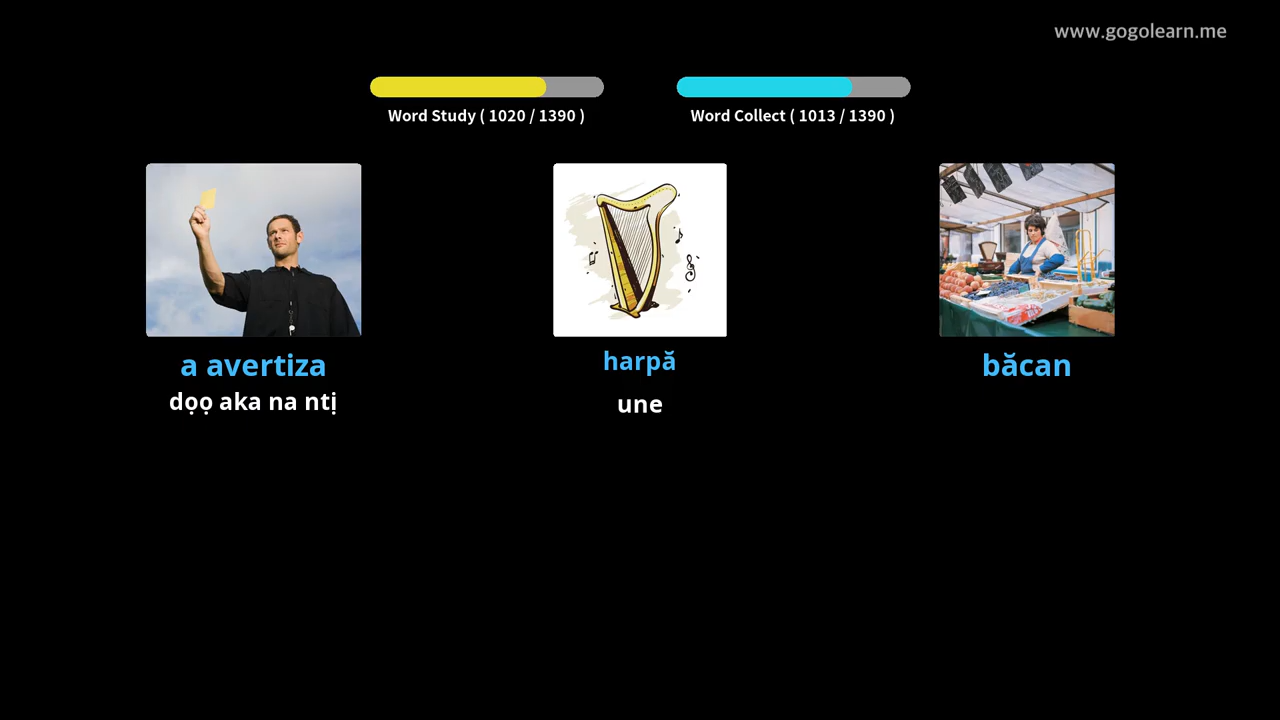 www.gogolearn.me
Word Study ( 1020 / 1390 )
Word Collect ( 1013 / 1390 )
a avertiza
dọọ aka na ntị
harpă
une
băcan